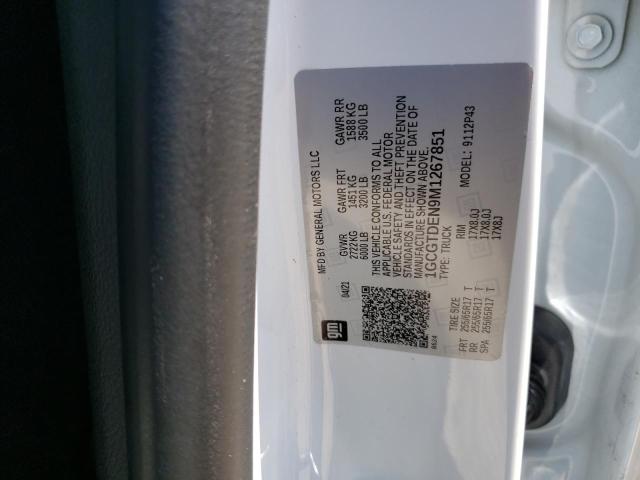 MFD BY GENERAL MOTORS LLC
04/21
GVWR GAWR FRT GAWR RR
2722 KG 1451 KG 1588 KG
6000 LB 3200 LB 3500 LB
THIS VEHICLE CONFORMS TO ALL
APPLICABLE U.S. FEDERAL MOTOR
VEHICLE SAFETY AND THEFT PREVENTION
STANDARDS IN EFFECT ON THE DATE OF
MANUFACTURE SHOWN ABOVE.
1GCGTDEN9M1267851
TYPE: TRUCK MODEL: 9112P43
gm
TIRE SIZE RIM
FRT 255/65R17 T 17X8.0J
RR 255/65R17 T 17X8.0J
SPA 255/65R17 T 17X8J